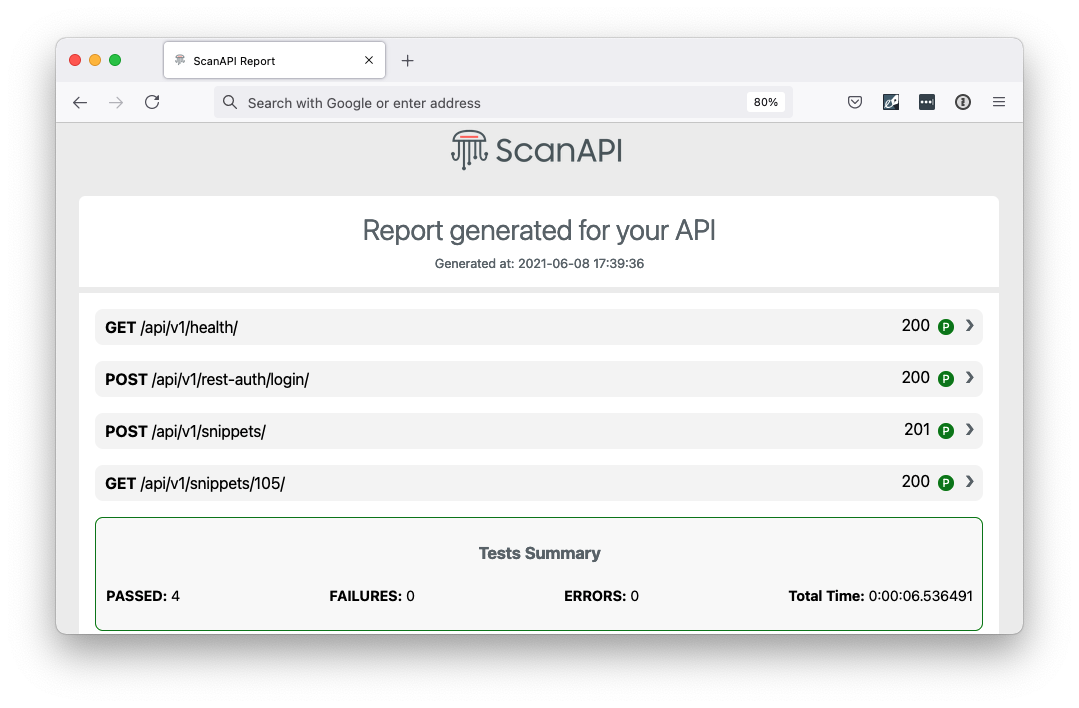 ScanAPI Report
Search with Google or enter address 80%
ScanAPI
Report generated for your API
Generated at: 2021-06-08 17:39:36
GET /api/v1/health/ 200 P
POST /api/v1/rest-auth/login/ 200 P
POST /api/v1/snippets/ 201 P
GET /api/v1/snippets/105/ 200 P
Tests Summary
PASSED: 4 FAILURES: 0 ERRORS: 0 Total Time: 0:00:06.536491